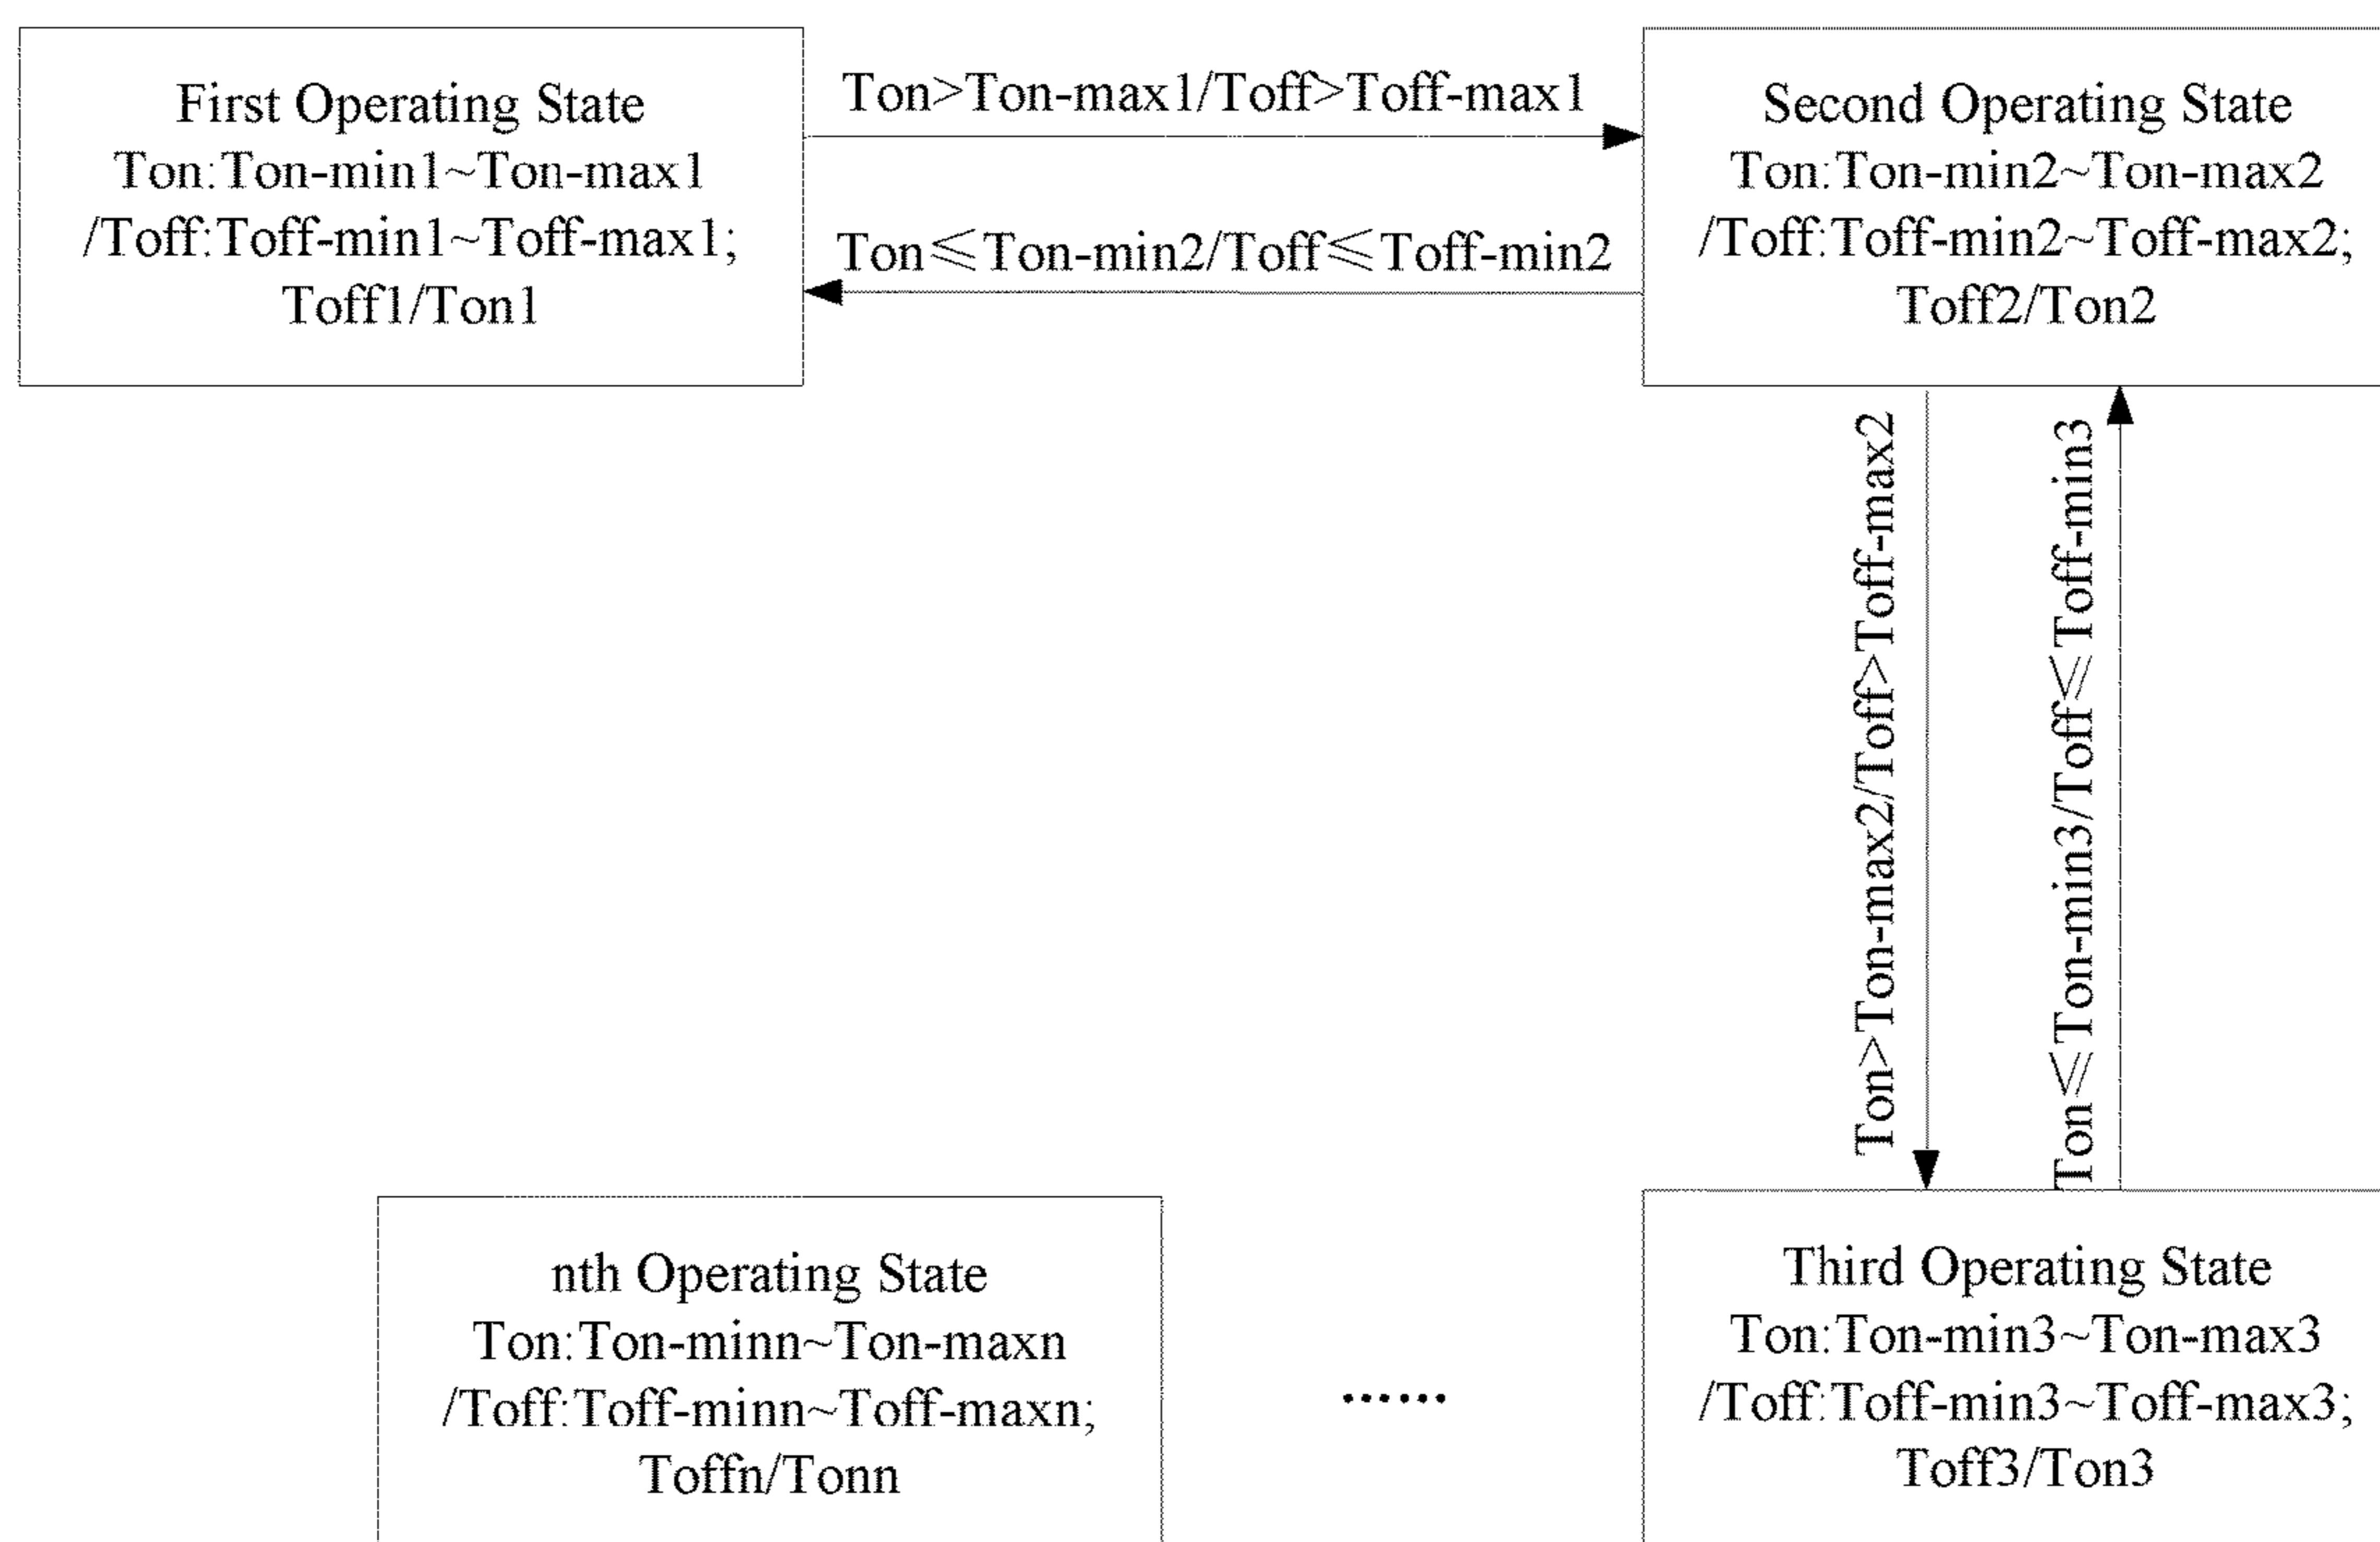 First Operating State
Ton:Ton-min1~Ton-max1
/Toff:Toff-min1~Toff-max1;
Toff1/Ton1
Ton>Ton-max1/Toff>Toff-max1
Ton≤Ton-min2/Toff≤Toff-min2
Second Operating State
Ton:Ton-min2~Ton-max2
/Toff:Toff-min2~Toff-max2;
Toff2/Ton2
Ton>Ton-max2/Toff>Toff-max2
Ton≤Ton-min3/Toff≤Toff-min3
nth Operating State
Ton:Ton-minn~Ton-maxn
/Toff:Toff-minn~Toff-maxn;
Toffn/Tonn
......
Third Operating State
Ton:Ton-min3~Ton-max3
/Toff:Toff-min3~Toff-max3;
Toff3/Ton3